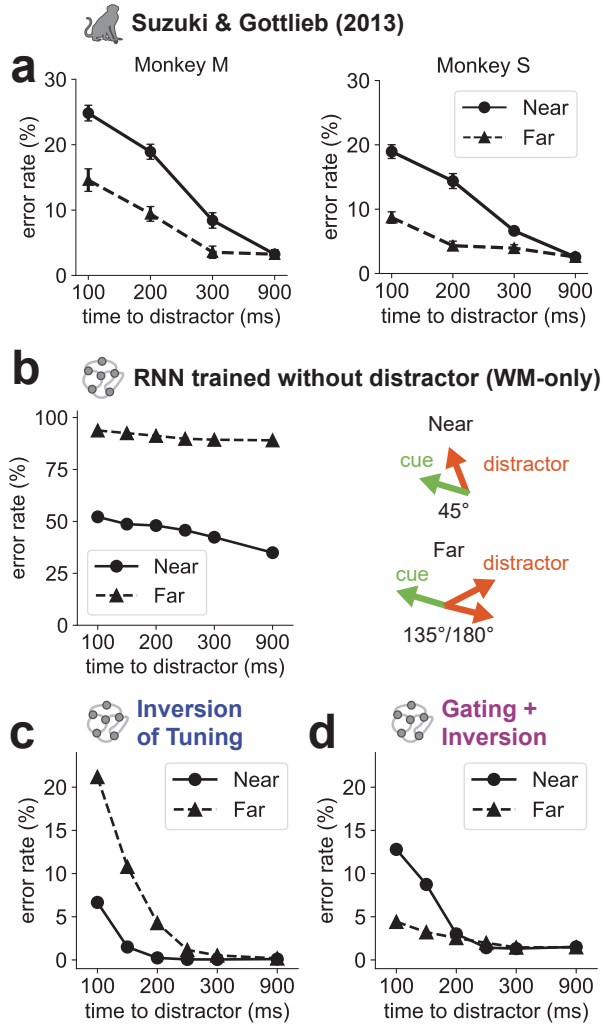 Suzuki & Gottlieb (2013)
a
Monkey M
Monkey S
30
20
10
0
error rate (%)
100 200 300 900
time to distractor (ms)
30
20
10
0
error rate (%)
Near
Far
100 200 300 900
time to distractor (ms)
b
RNN trained without distractor (WM-only)
100
75
50
25
0
error rate (%)
Near
Far
100 200 300 900
time to distractor (ms)
Near
cue
distractor
45°
Far
cue
distractor
135°/180°
c
Inversion
of Tuning
20
15
10
5
0
error rate (%)
Near
Far
100 200 300 900
time to distractor (ms)
d
Gating +
Inversion
20
15
10
5
0
error rate (%)
Near
Far
100 200 300 900
time to distractor (ms)